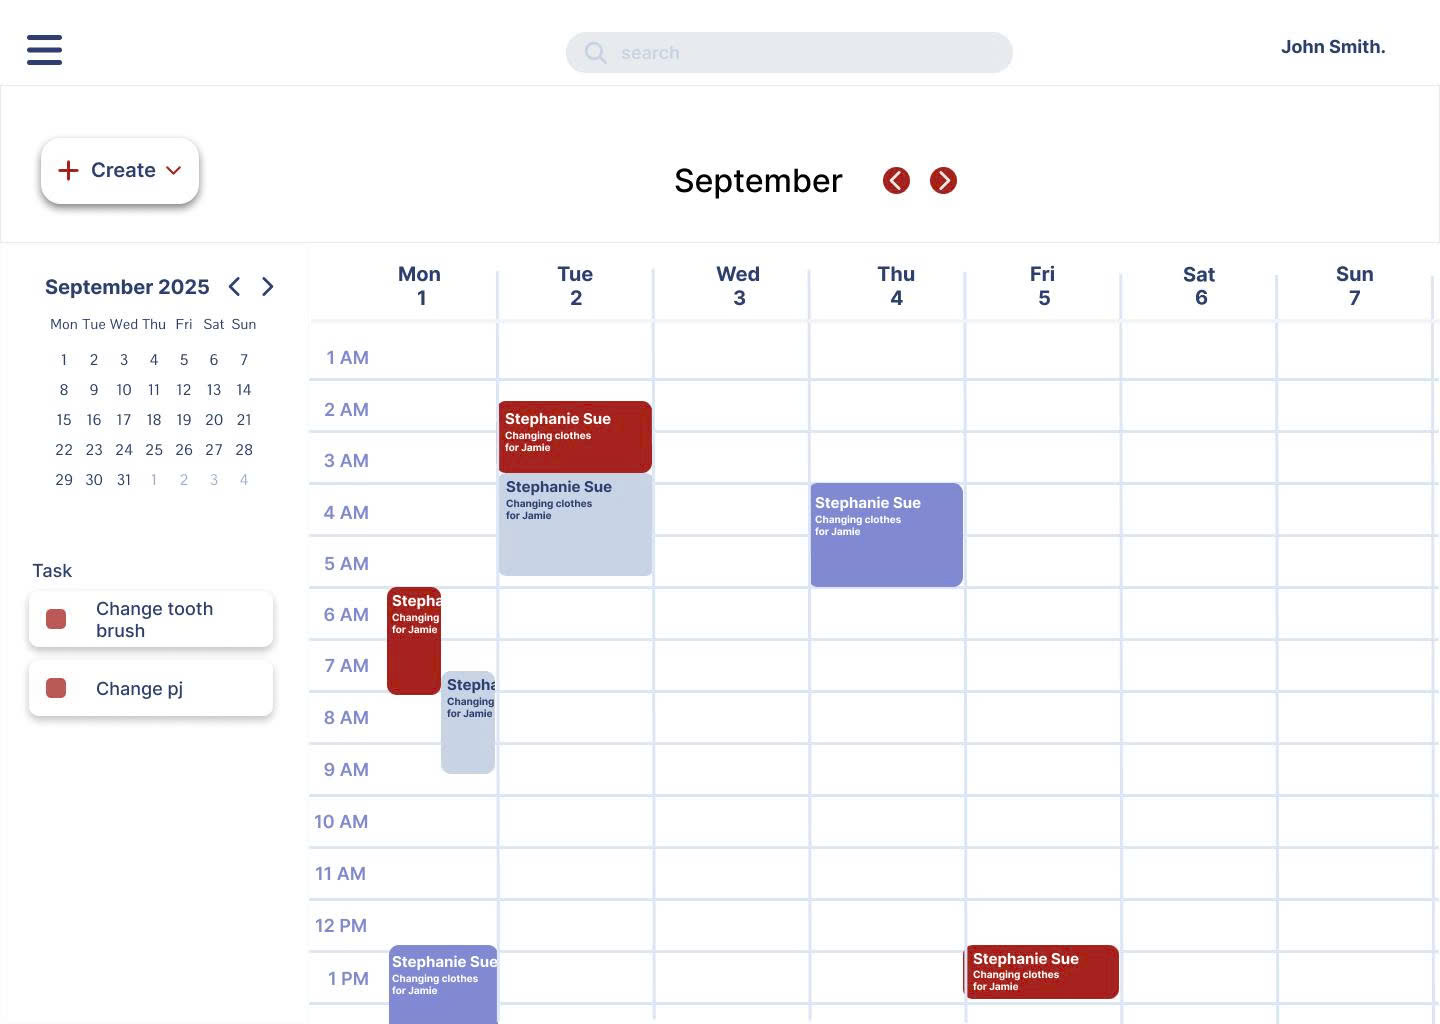 search
John Smith.
Create
September
September 2025
Mon Tue Wed Thu Fri Sat Sun
1 2 3 4 5 6 7
8 9 10 11 12 13 14
15 16 17 18 19 20 21
22 23 24 25 26 27 28
29 30 31 1 2 3 4
Task
Change tooth
brush
Change pj
Mon Tue Wed Thu Fri Sat Sun
1 2 3 4 5 6 7
1 AM
2 AM
Stephanie Sue
Changing clothes
for Jamie
3 AM
Stephanie Sue
Changing clothes
for Jamie
Stephanie Sue
Changing clothes
for Jamie
4 AM
5 AM
6 AM
Stepha
Changing
for Jamie
7 AM
Stepha
Changing
for Jamie
8 AM
9 AM
10 AM
11 AM
12 PM
Stephanie Sue
Changing clothes
for Jamie
Stephanie Sue
Changing clothes
for Jamie
1 PM